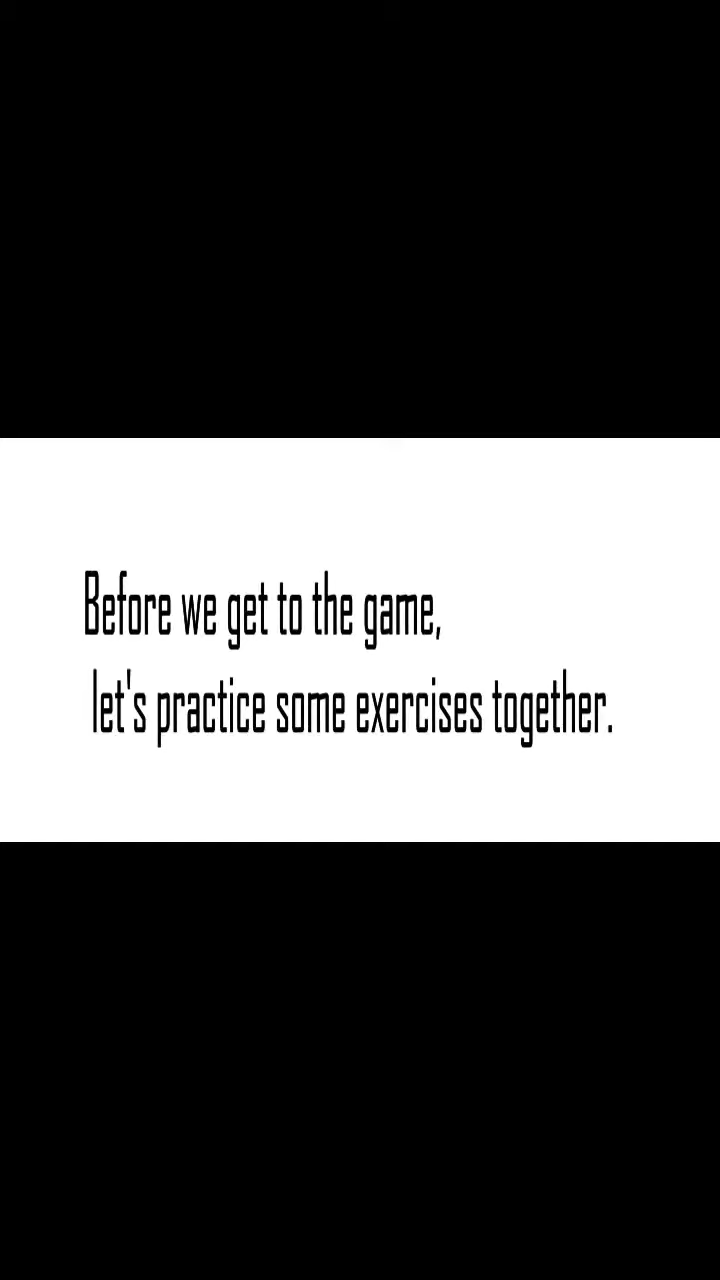 Before we get to the game,
let's practice some exercises together.